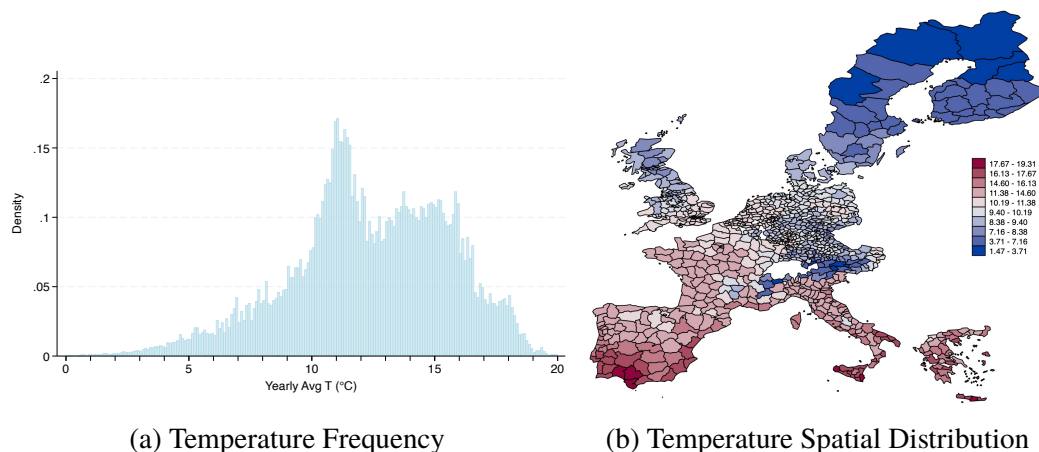 .2
.15
.1
.05
0
Density
0 5 10 15 20
Yearly Avg T (°C)
(a) Temperature Frequency
17.67 - 19.31
16.13 - 17.67
14.60 - 16.13
11.38 - 14.60
10.19 - 11.38
9.40 - 10.19
8.38 - 9.40
7.16 - 8.38
3.71 - 7.16
1.47 - 3.71
(b) Temperature Spatial Distribution